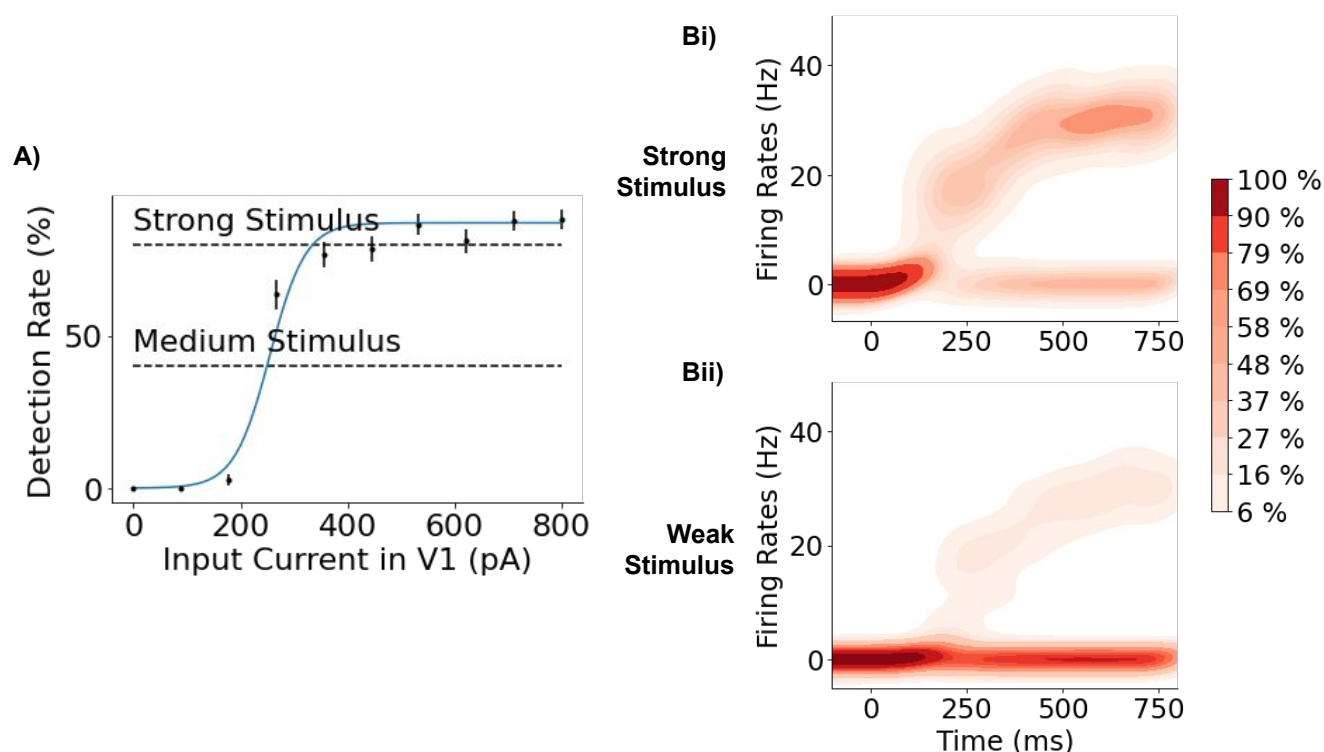 A)
Detection Rate (%)
50
0
Strong Stimulus
Medium Stimulus
0 200 400 600 800
Input Current in V1 (pA)
Bi)
Strong
Stimulus
Firing Rates (Hz)
40
20
0
0 250 500 750
Bii)
Weak
Stimulus
Firing Rates (Hz)
40
20
0
0 250 500 750
Time (ms)
100 %
90 %
79 %
69 %
58 %
48 %
37 %
27 %
16 %
6 %